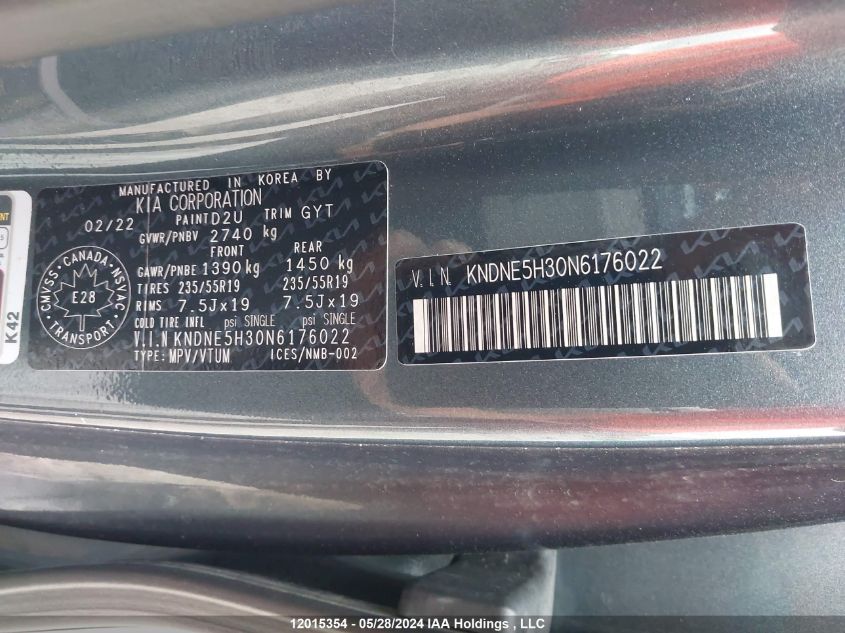 MANUFACTURED IN KOREA BY
KIA CORPORATION
02/22 PAINT D2U TRIM GYT
GVWR/PNBV 2740 kg
FRONT REAR
GAWR/PNBE 1390 kg 1450 kg
TIRES 235/55R19 235/55R19
RIMS 7.5Jx19 7.5Jx19
COLD TIRE INFL psi SINGLE psi SINGLE
V.I.N KNDNE5H30N6176022
TYPE: MPV/VTUM ICES/NMB-002
CMVSS · CANADA · NSVAC
E28
TRANSPORT
K42
V.I.N. KNDNE5H30N6176022
12015354 - 05/28/2024 IAA Holdings , LLC